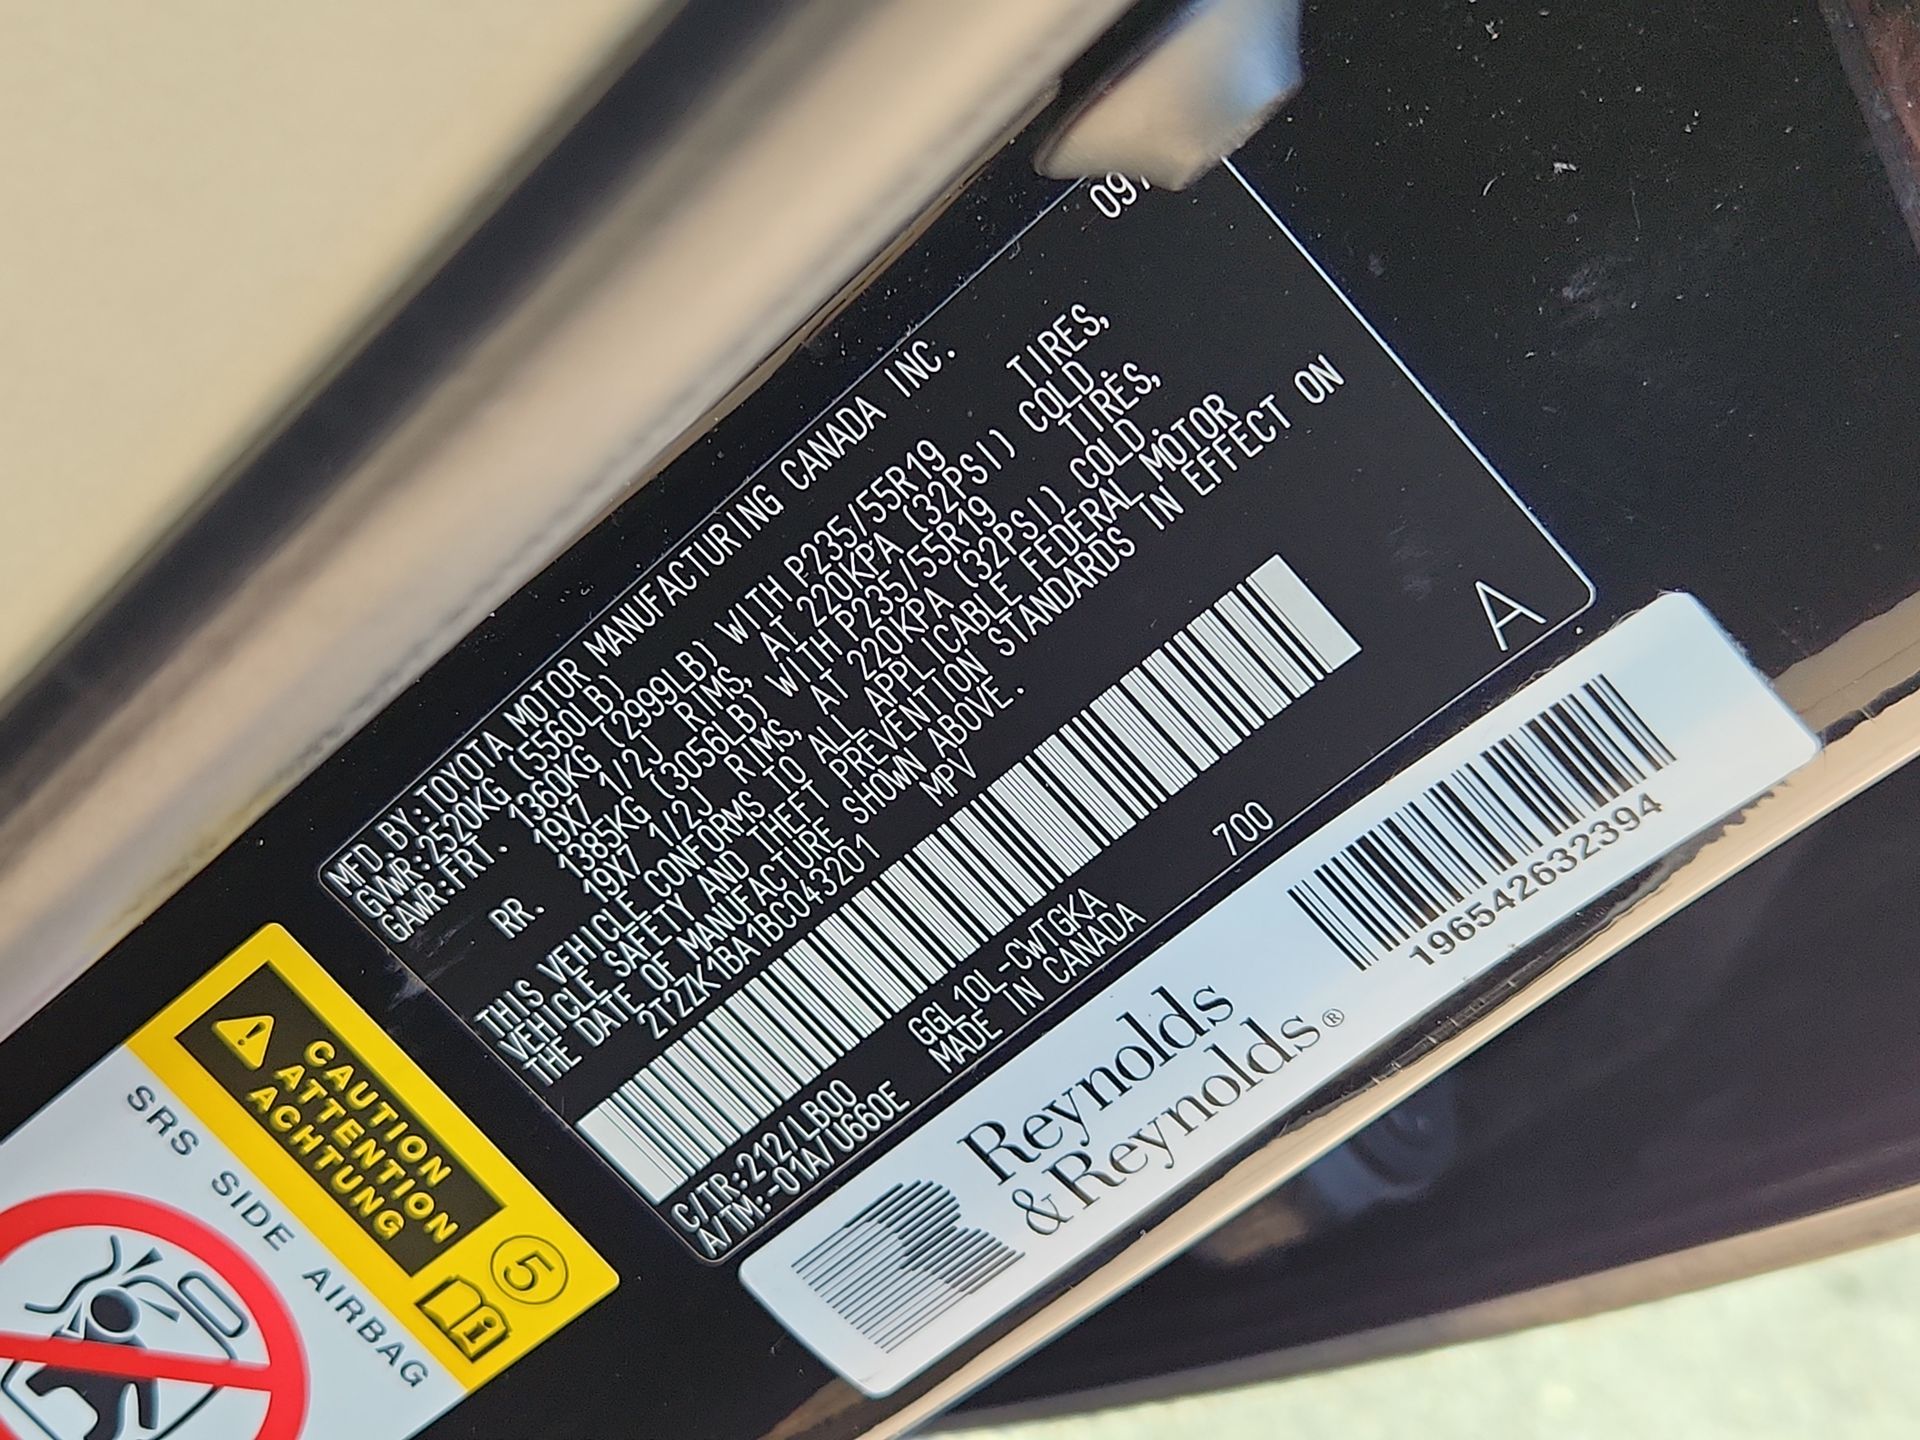 MFD.BY:TOYOTA MOTOR MANUFACTURING CANADA INC.
GVWR:2520KG (5560LB)
GAWR:FRT. 1360KG (2999LB) WITH P235/55R19 TIRES,
19X7 1/2J RIMS, AT 220KPA (32PSI) COLD.
RR. 1385KG (3056LB) WITH P235/55R19 TIRES,
19X7 1/2J RIMS, AT 220KPA (32PSI) COLD.
THIS VEHICLE CONFORMS TO ALL APPLICABLE FEDERAL MOTOR
VEHICLE SAFETY AND THEFT PREVENTION STANDARDS IN EFFECT ON
THE DATE OF MANUFACTURE SHOWN ABOVE.
2T2ZK1BA1BC043201 MPV
C/TR:212/LB00
A/TM:-01A/U660E
GGL10L-CWTGKA
MADE IN CANADA
700
A
Reynolds
&Reynolds®
196542632394
CAUTION
ATTENTION
ACHTUNG
5
i
SRS SIDE AIRBAG